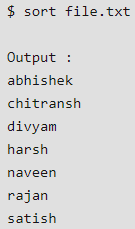 $ sort file.txt
Output :
abhishek
chitransh
divyam
harsh
naveen
rajan
satish